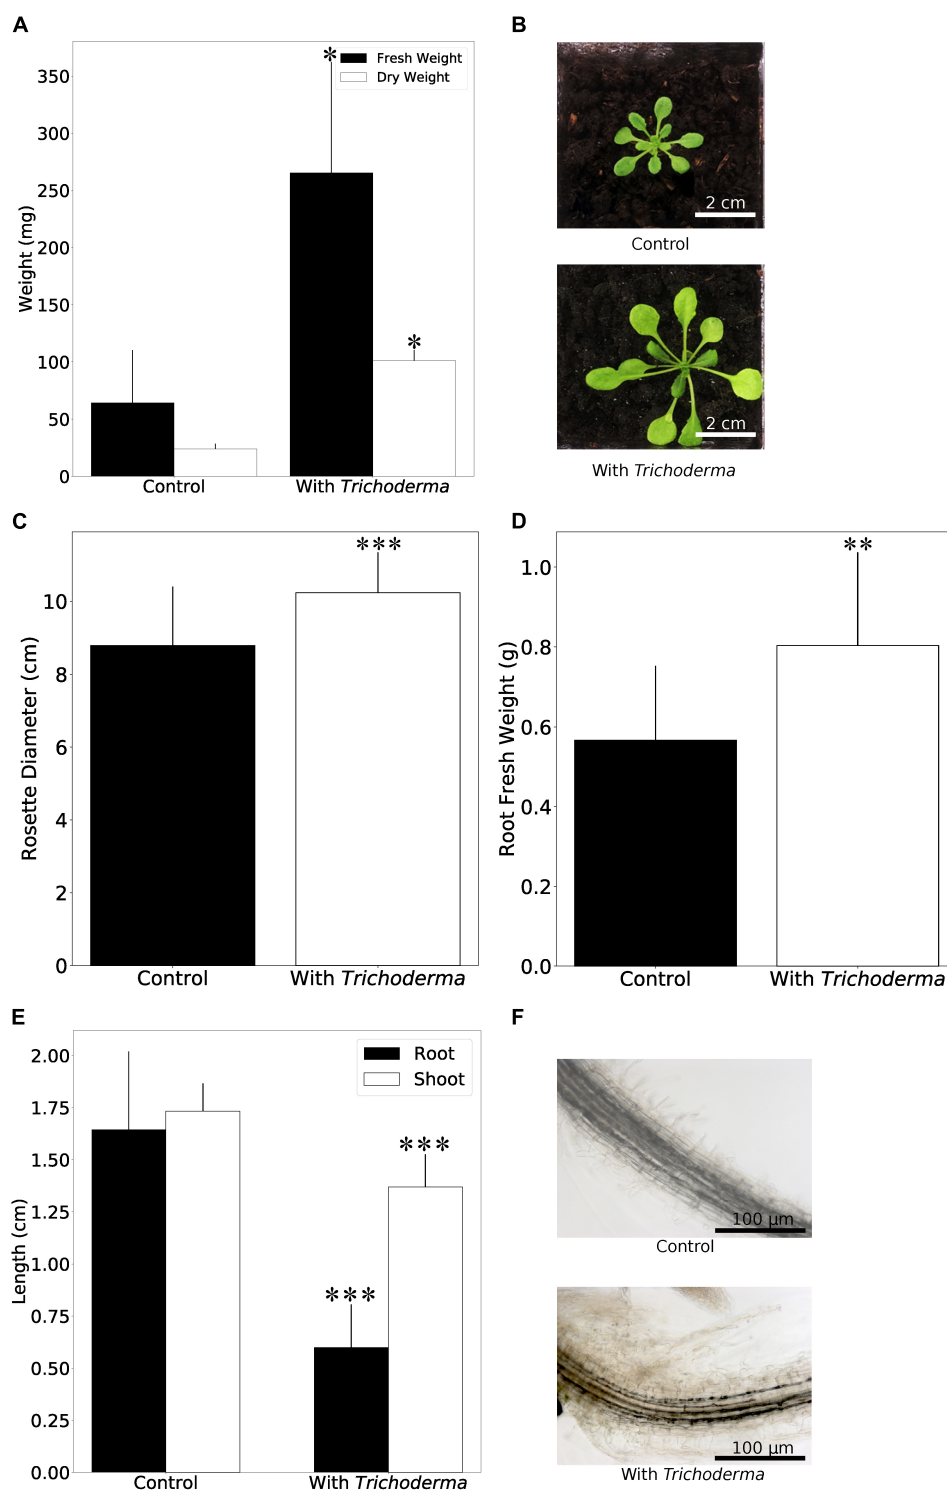 A
Weight (mg)
350
300
250
200
150
100
50
0
*
*
Fresh Weight
Dry Weight
Control
With Trichoderma
B
2 cm
Control
2 cm
With Trichoderma
C
Rosette Diameter (cm)
10
8
6
4
2
0
***
Control
With Trichoderma
D
Root Fresh Weight (g)
1.0
0.8
0.6
0.4
0.2
0.0
**
Control
With Trichoderma
E
Length (cm)
2.00
1.75
1.50
1.25
1.00
0.75
0.50
0.25
0.00
Root
Shoot
***
***
Control
With Trichoderma
F
100 µm
Control
100 µm
With Trichoderma